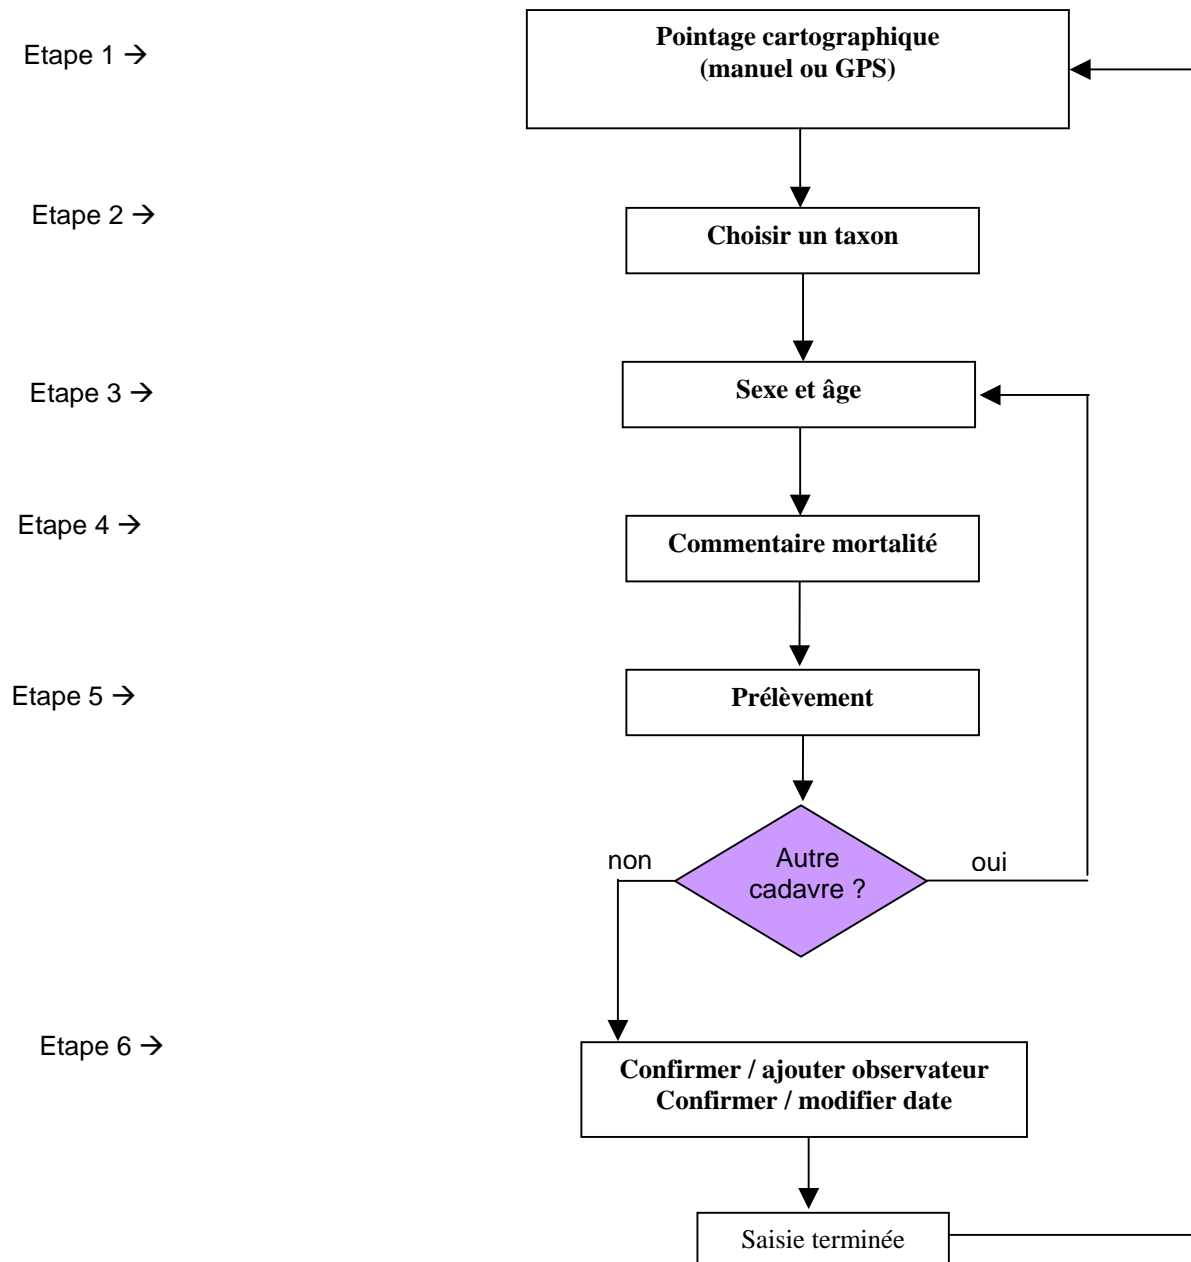 Etape 1 →
Pointage cartographique
(manuel ou GPS)
Etape 2 →
Choisir un taxon
Etape 3 →
Sexe et âge
Etape 4 →
Commentaire mortalité
Etape 5 →
Prélèvement
non
Autre
cadavre ?
oui
Etape 6 →
Confirmer / ajouter observateur
Confirmer / modifier date
Saisie terminée